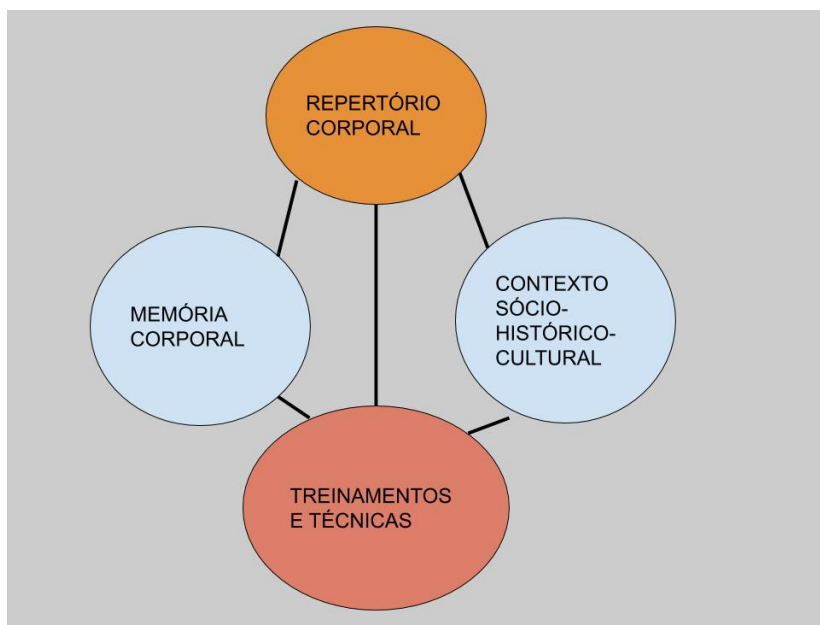 REPERTÓRIO
CORPORAL
MEMÓRIA
CORPORAL
CONTEXTO
SÓCIO-
HISTÓRICO-
CULTURAL
TREINAMENTOS
E TÉCNICAS